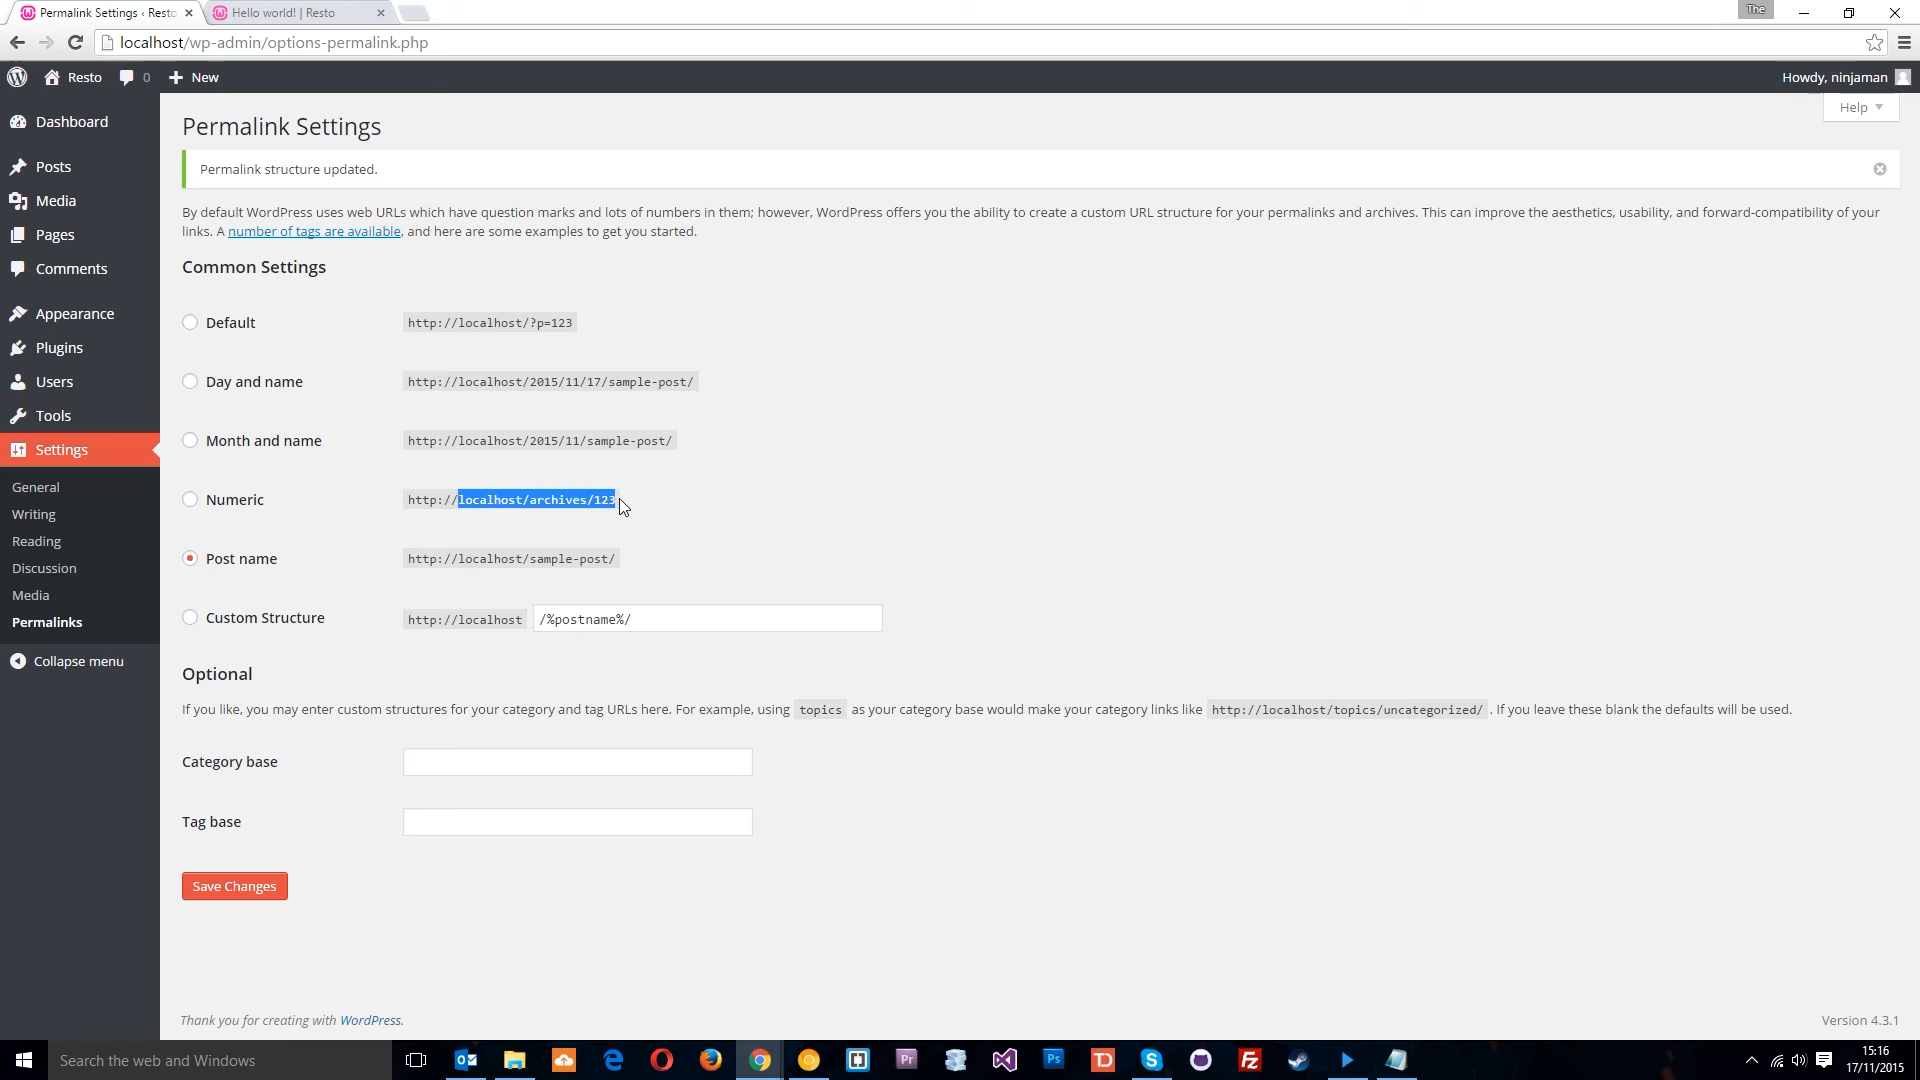 Permalink Settings ‹ Resto
Hello world! | Resto
The
localhost/wp-admin/options-permalink.php
Resto
0
New
Howdy, ninjaman
Help
Dashboard
Posts
Media
Pages
Comments
Appearance
Plugins
Users
Tools
Settings
General
Writing
Reading
Discussion
Media
Permalinks
Collapse menu
Permalink Settings
Permalink structure updated.
By default WordPress uses web URLs which have question marks and lots of numbers in them; however, WordPress offers you the ability to create a custom URL structure for your permalinks and archives. This can improve the aesthetics, usability, and forward-compatibility of your
links. A number of tags are available, and here are some examples to get you started.
Common Settings
Default http://localhost/?p=123
Day and name http://localhost/2015/11/17/sample-post/
Month and name http://localhost/2015/11/sample-post/
Numeric http://localhost/archives/123
Post name http://localhost/sample-post/
Custom Structure http://localhost /%postname%/
Optional
If you like, you may enter custom structures for your category and tag URLs here. For example, using topics as your category base would make your category links like http://localhost/topics/uncategorized/ . If you leave these blank the defaults will be used.
Category base
Tag base
Save Changes
Thank you for creating with WordPress.
Version 4.3.1
Search the web and Windows
Pr
Ps
TD
Fz
15:16
17/11/2015